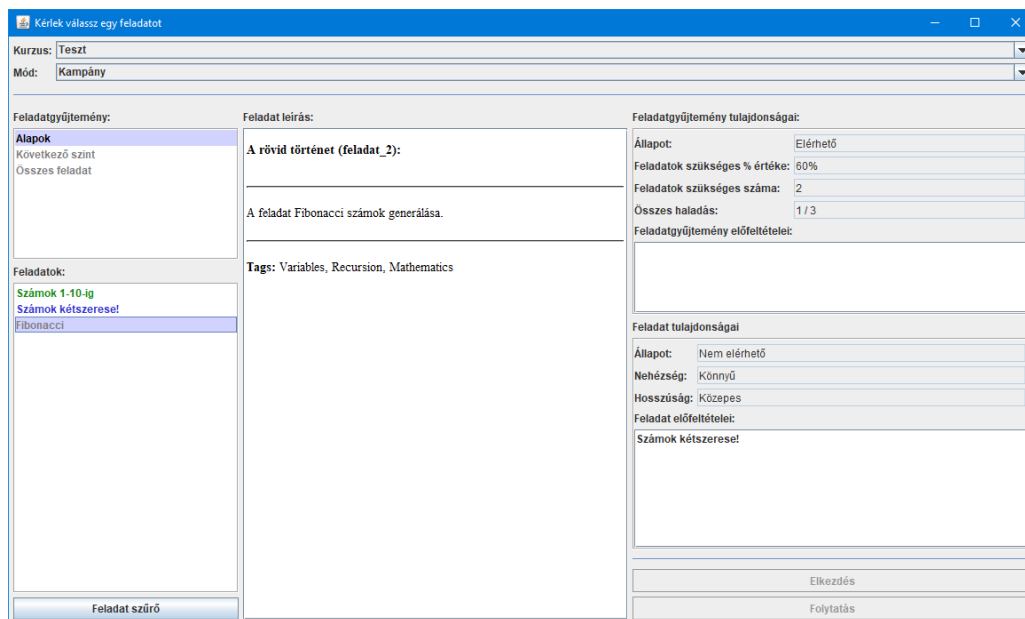 Kérlek válassz egy feladatot
Kurzus: Teszt
Mód: Kampány
Feladatgyűjtemény:
Alapok
Következő szint
Összes feladat
Feladatok:
Számok 1-10-ig
Számok kétszerese!
Fibonacci
Feladat szűrő
Feladat leírás:
A rövid történet (feladat_2):
A feladat Fibonacci számok generálása.
Tags: Variables, Recursion, Mathematics
Feladatgyűjtemény tulajdonságai:
Állapot: Elérhető
Feladatok szükséges % értéke: 60%
Feladatok szükséges száma: 2
Összes haladás: 1 / 3
Feladatgyűjtemény előfeltételei:
Feladat tulajdonságai
Állapot: Nem elérhető
Nehézség: Könnyű
Hosszúság: Közepes
Feladat előfeltételei:
Számok kétszerese!
Elkezdés
Folytatás